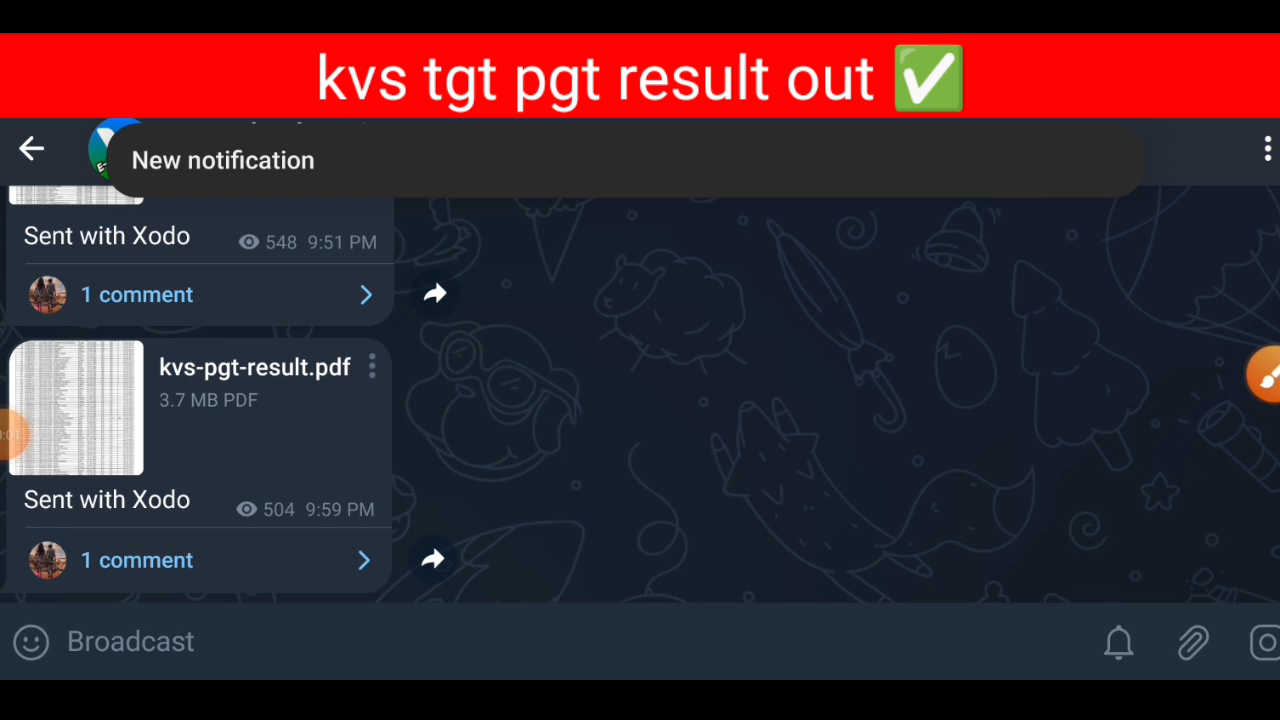 kvs tgt pgt result out ✅
New notification
Sent with Xodo
548 9:51 PM
1 comment
kvs-pgt-result.pdf
3.7 MB PDF
Sent with Xodo
504 9:59 PM
1 comment
Broadcast